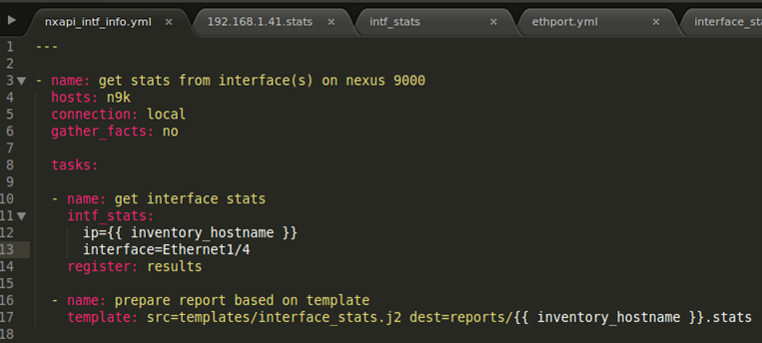 nxapi_intf_info.yml × 192.168.1.41.stats × intf_stats × ethport.yml × interface_sta
1 ---
2
3 - name: get stats from interface(s) on nexus 9000
4 hosts: n9k
5 connection: local
6 gather_facts: no
7
8 tasks:
9
10 - name: get interface stats
11 intf_stats:
12 ip={{ inventory_hostname }}
13 interface=Ethernet1/4
14 register: results
15
16 - name: prepare report based on template
17 template: src=templates/interface_stats.j2 dest=reports/{{ inventory_hostname }}.stats
18